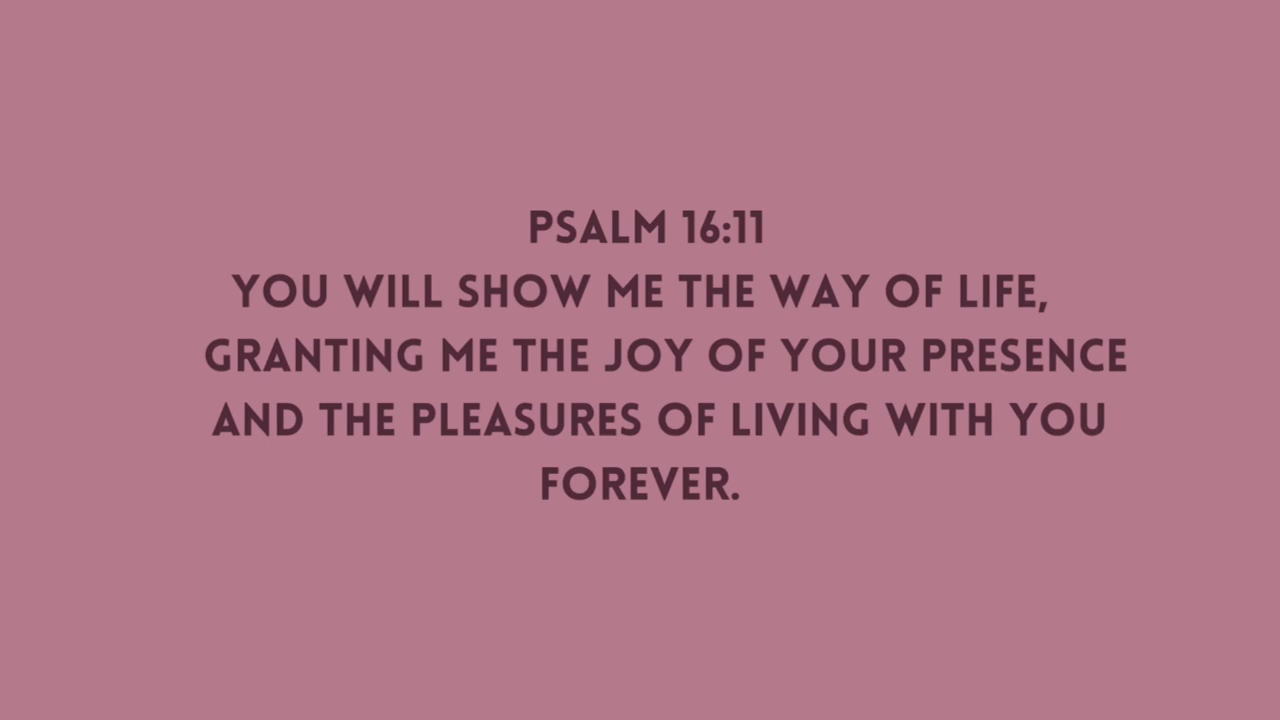 PSALM 16:11
YOU WILL SHOW ME THE WAY OF LIFE,
GRANTING ME THE JOY OF YOUR PRESENCE
AND THE PLEASURES OF LIVING WITH YOU
FOREVER.